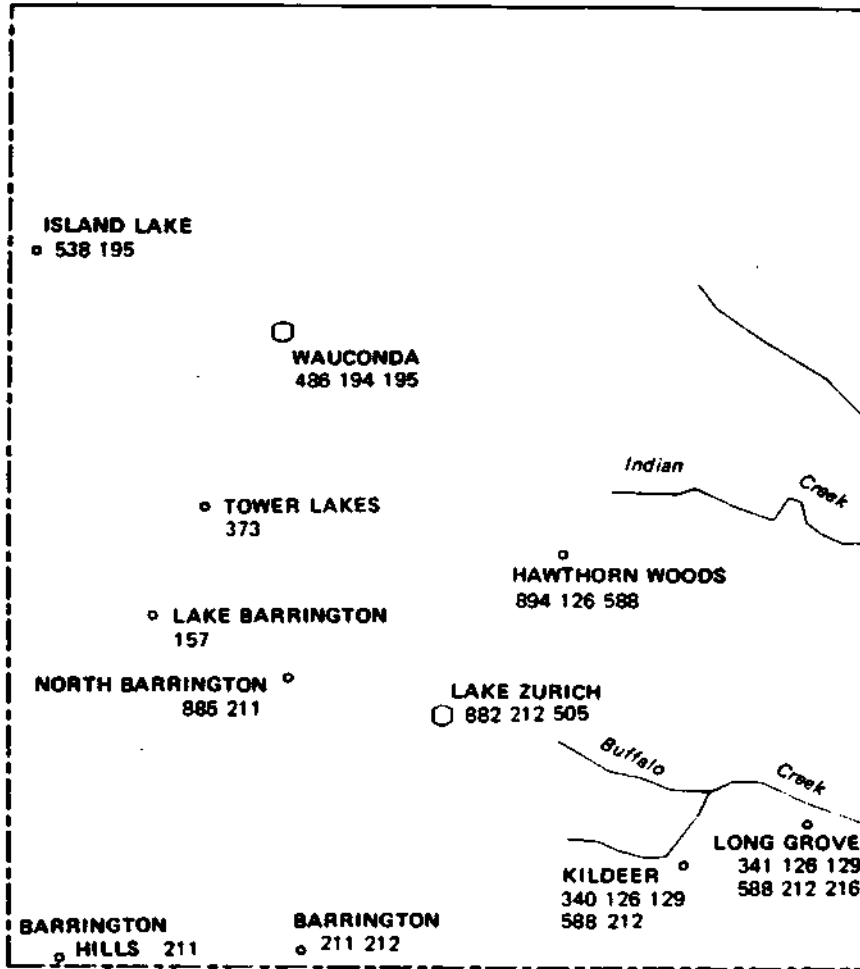 ISLAND LAKE
538 195
WAUCONDA
486 194 195
Indian Creek
TOWER LAKES
373
HAWTHORN WOODS
894 126 588
LAKE BARRINGTON
157
NORTH BARRINGTON
885 211
LAKE ZURICH
882 212 505
Buffalo Creek
LONG GROVE
341 126 129
588 212 216
KILDEER
340 126 129
588 212
BARRINGTON
HILLS 211
BARRINGTON
211 212